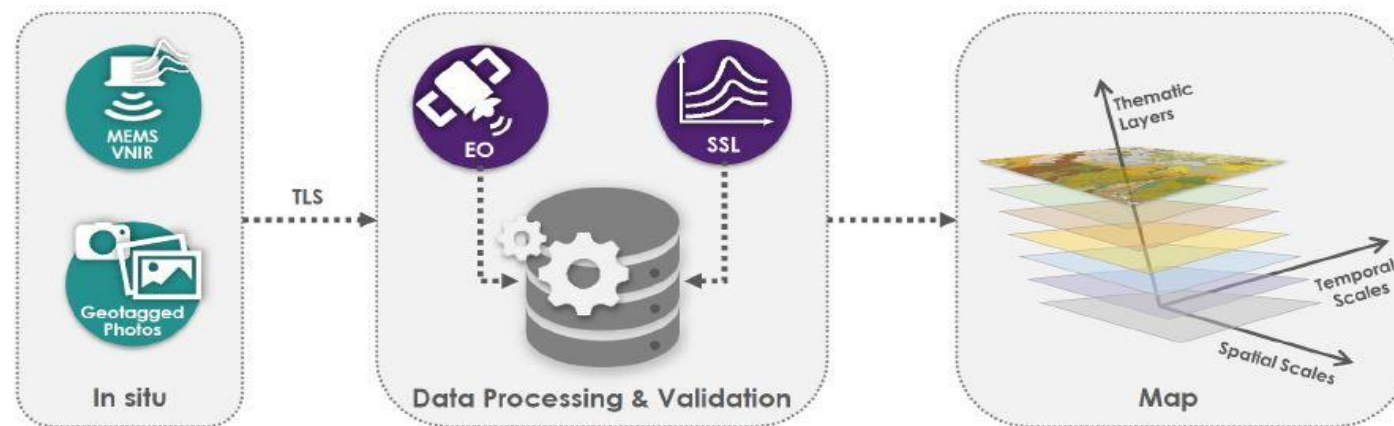 MEMS
VNIR
Geotagged
Photos
In situ
TLS
EO
SSL
Data Processing & Validation
Thematic
Layers
Temporal
Scales
Spatial Scales
Map